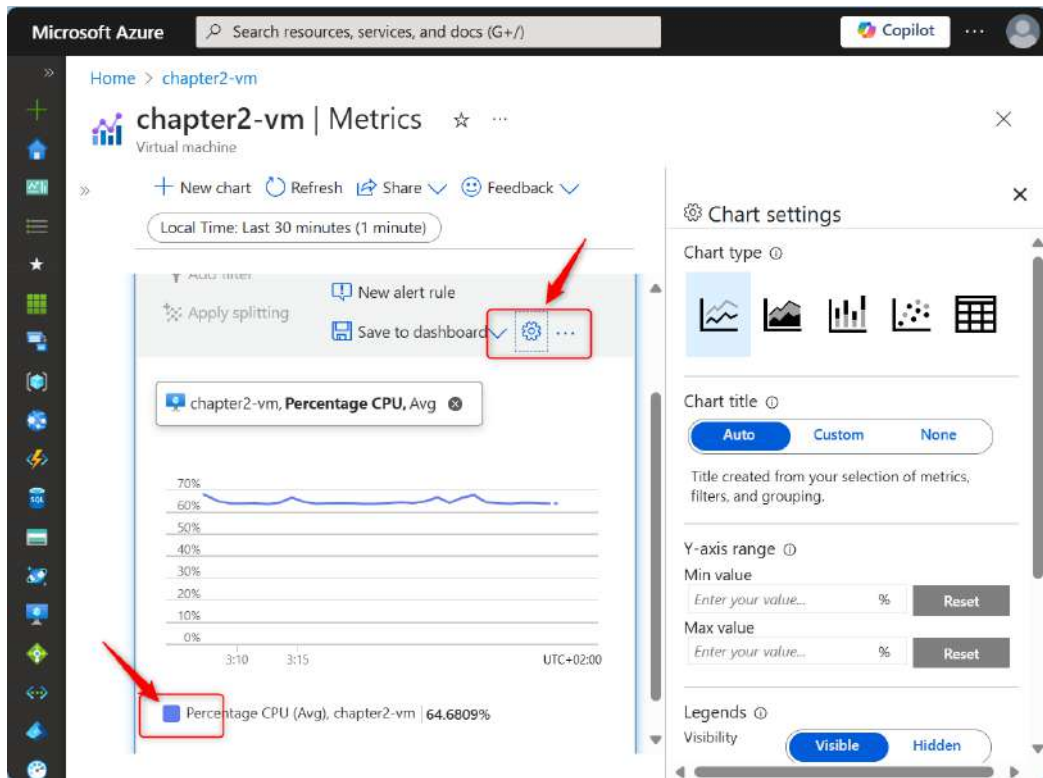 Microsoft Azure
Search resources, services, and docs (G+/)
Copilot
Home > chapter2-vm
chapter2-vm | Metrics
Virtual machine
New chart Refresh Share Feedback
Local Time: Last 30 minutes (1 minute)
Add filter
New alert rule
Apply splitting
Save to dashboard
chapter2-vm, Percentage CPU, Avg
70%
60%
50%
40%
30%
20%
10%
0%
3:10 3:15 UTC+02:00
Percentage CPU (Avg), chapter2-vm | 64.6809%
Chart settings
Chart type
Chart title
Auto Custom None
Title created from your selection of metrics,
filters, and grouping.
Y-axis range
Min value
Enter your value... % Reset
Max value
Enter your value... % Reset
Legends
Visibility
Visible Hidden
SQL